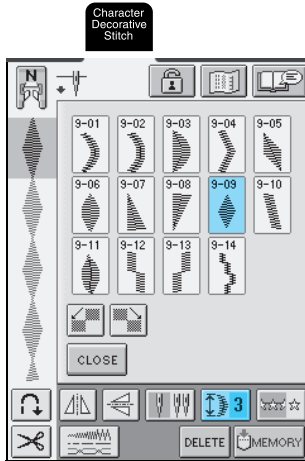 Character
Decorative
Stitch
N
9-01 9-02 9-03 9-04 9-05
9-06 9-07 9-08 9-09 9-10
9-11 9-12 9-13 9-14
CLOSE
3
DELETE MEMORY